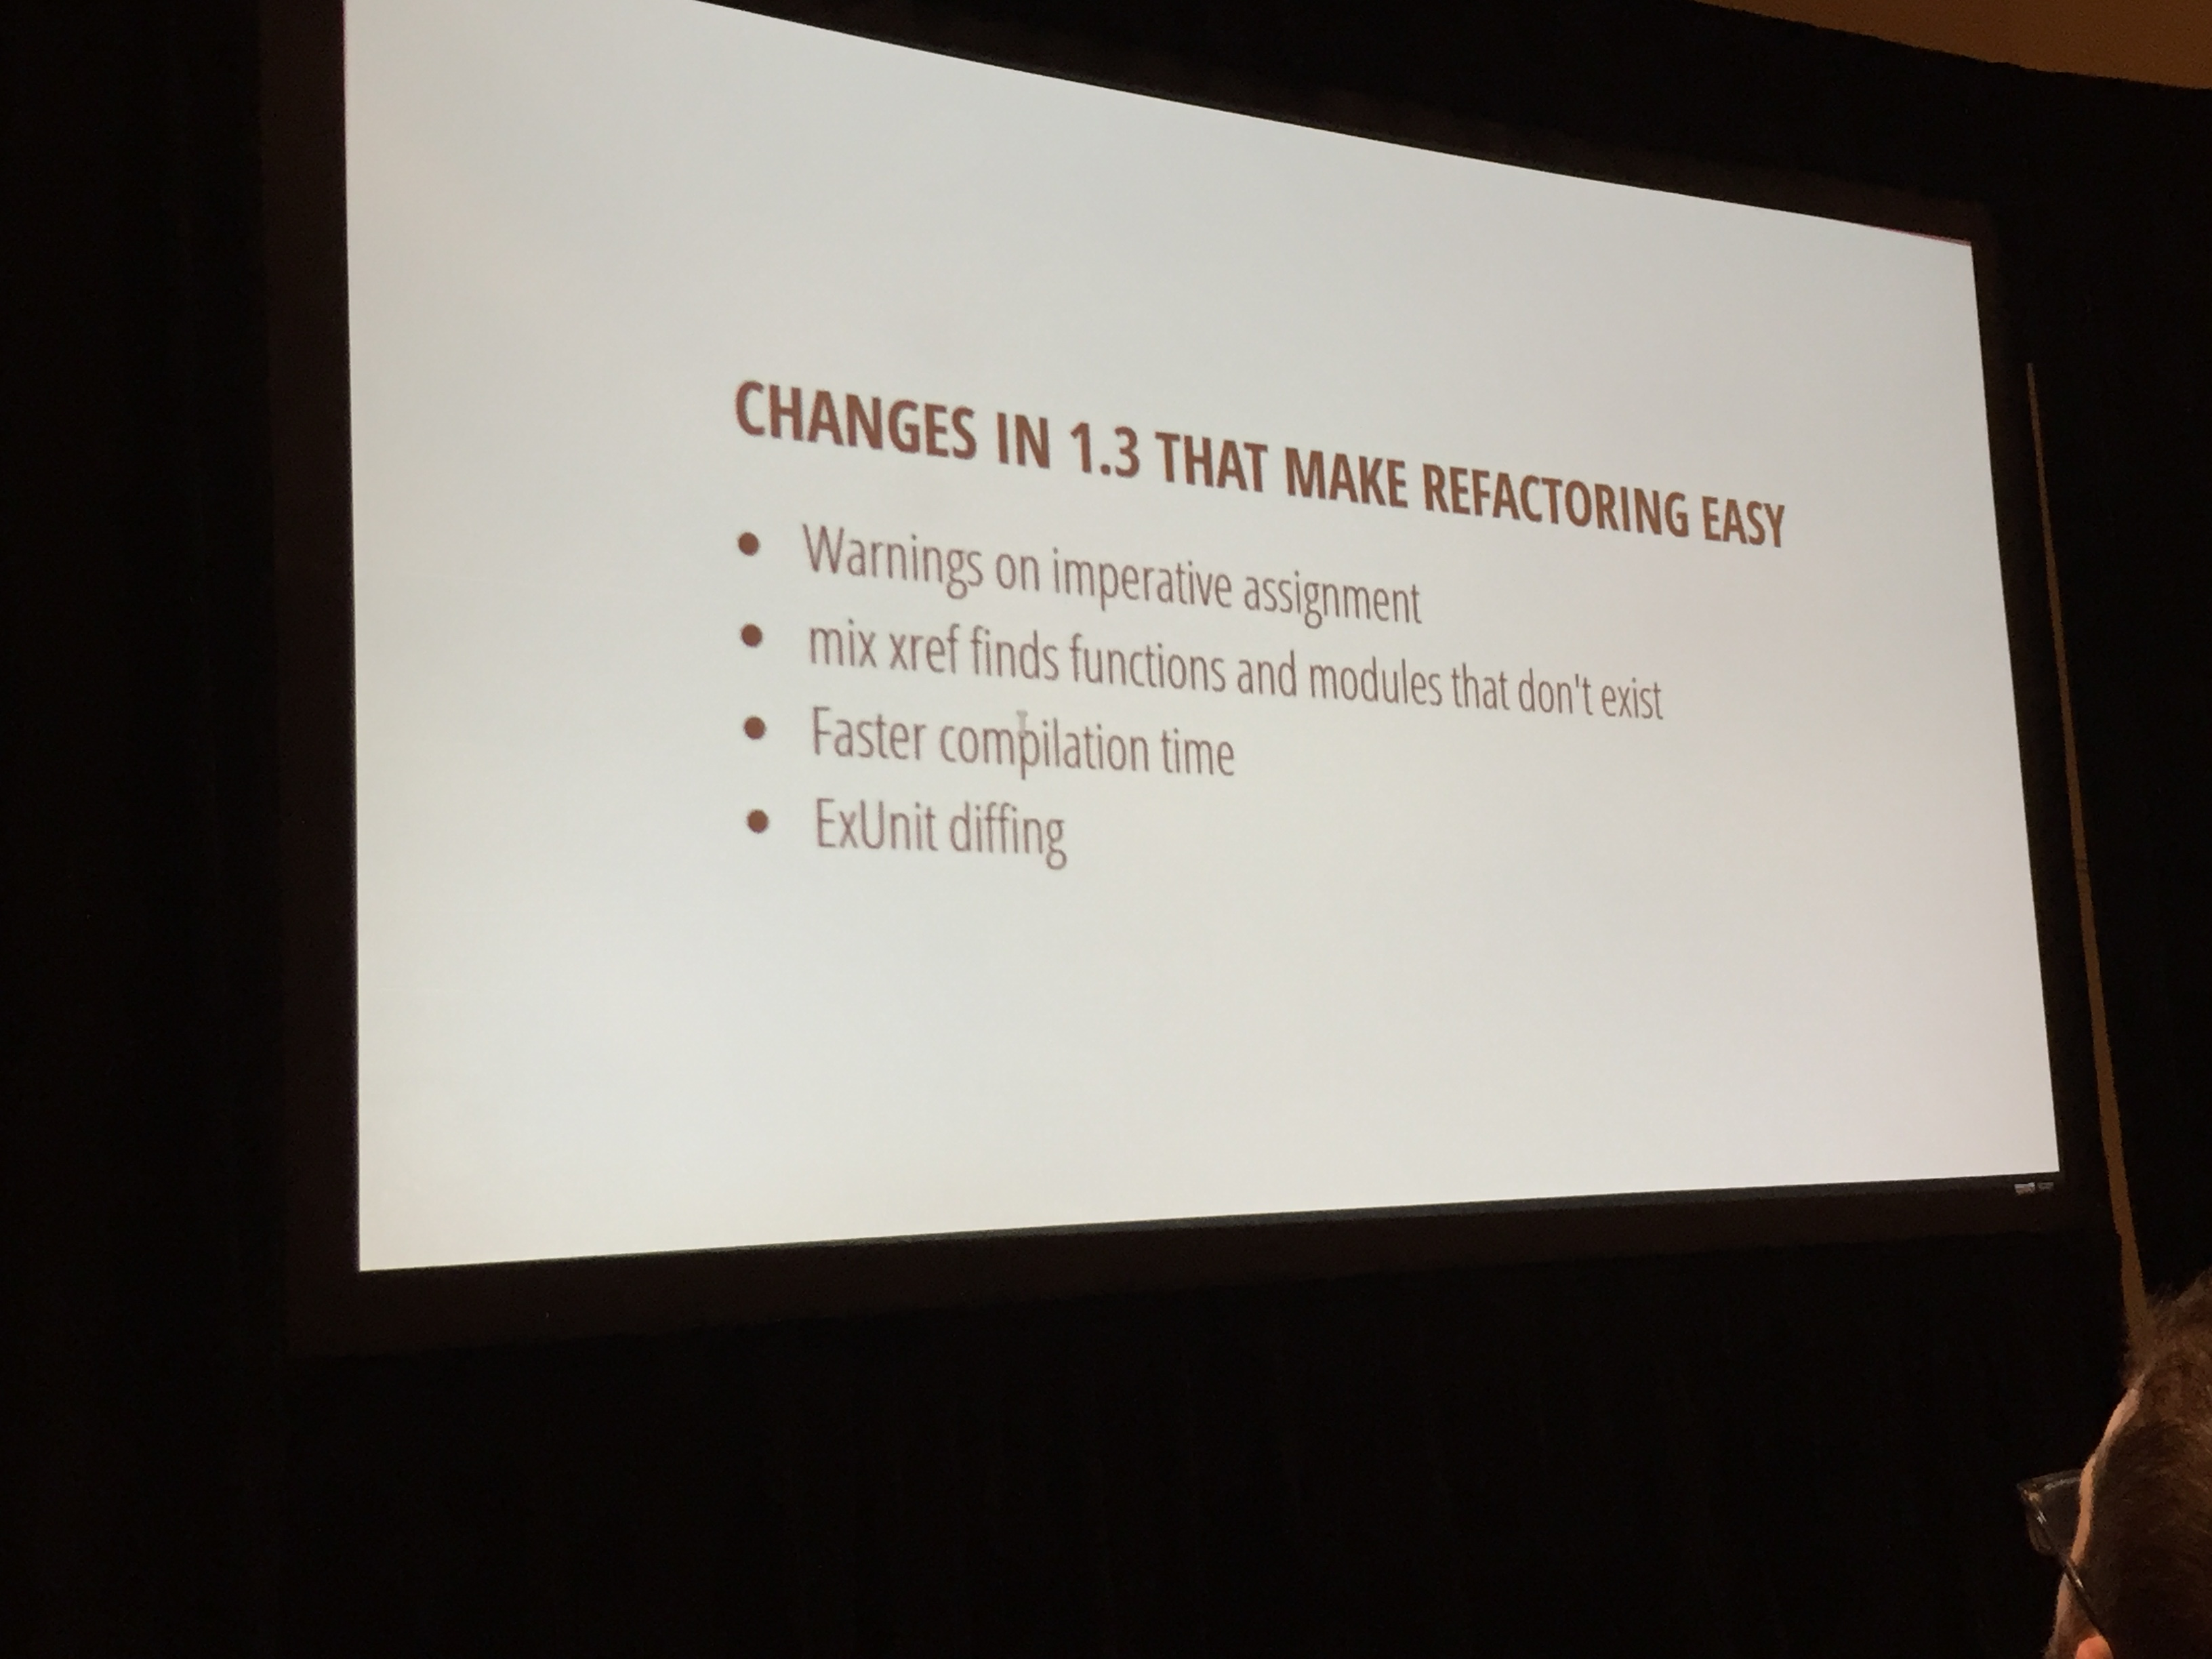 CHANGES IN 1.3 THAT MAKE REFACTORING EASY
• Warnings on imperative assignment
• mix xref finds functions and modules that don't exist
• Faster compilation time
• ExUnit diffing